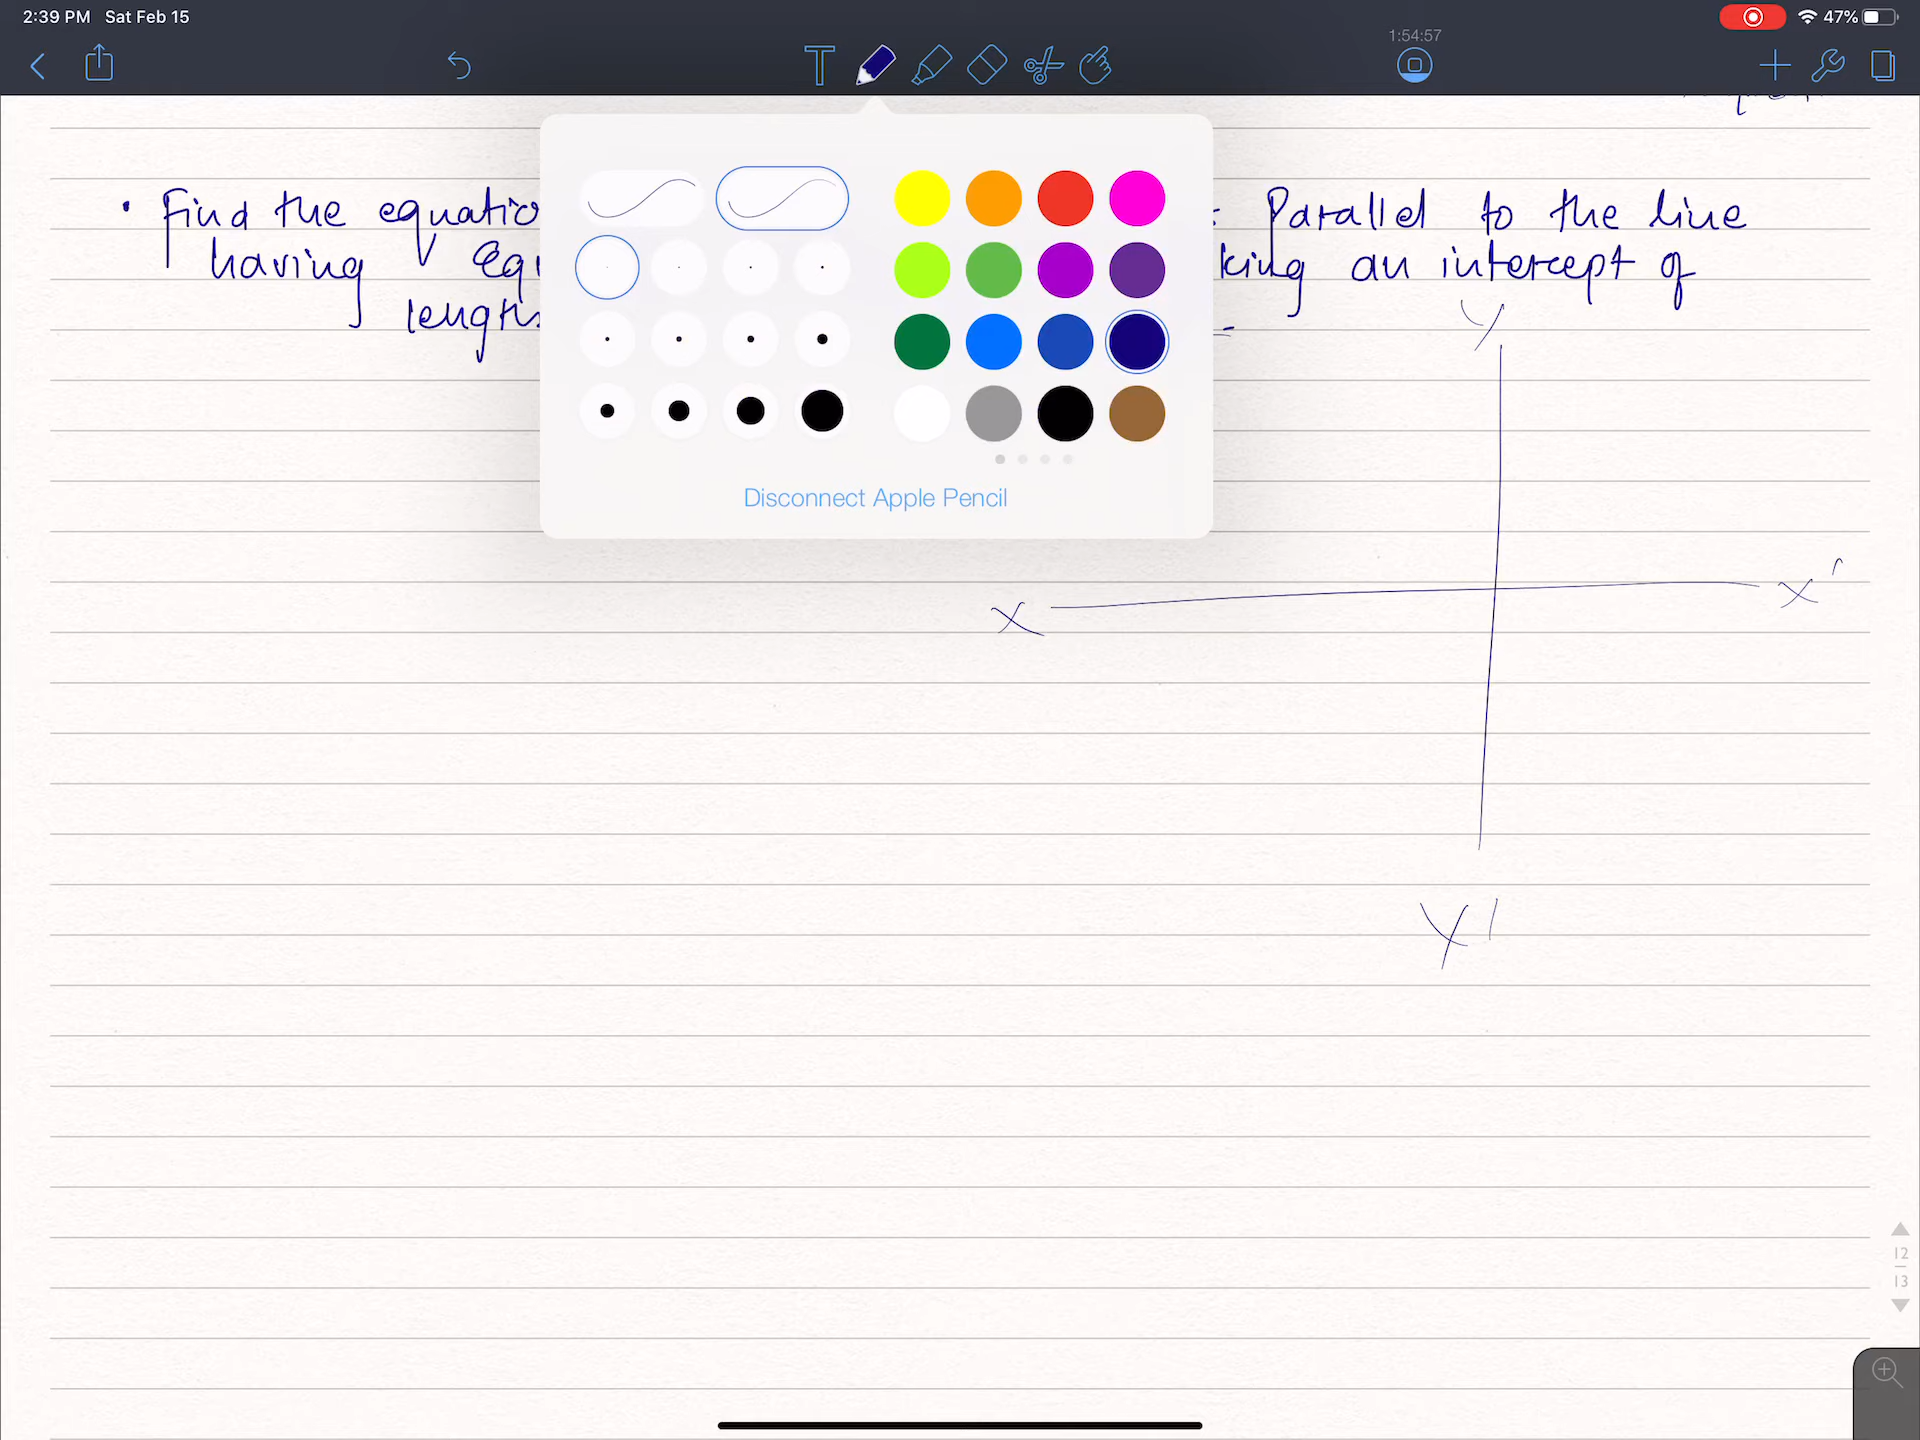 2:39 PM Sat Feb 15
47%
1:54:57
T
• Find the equatio Parallel to the line
having Equ king an intercept of
length
Disconnect Apple Pencil
Y
X X'
Y'
12
13